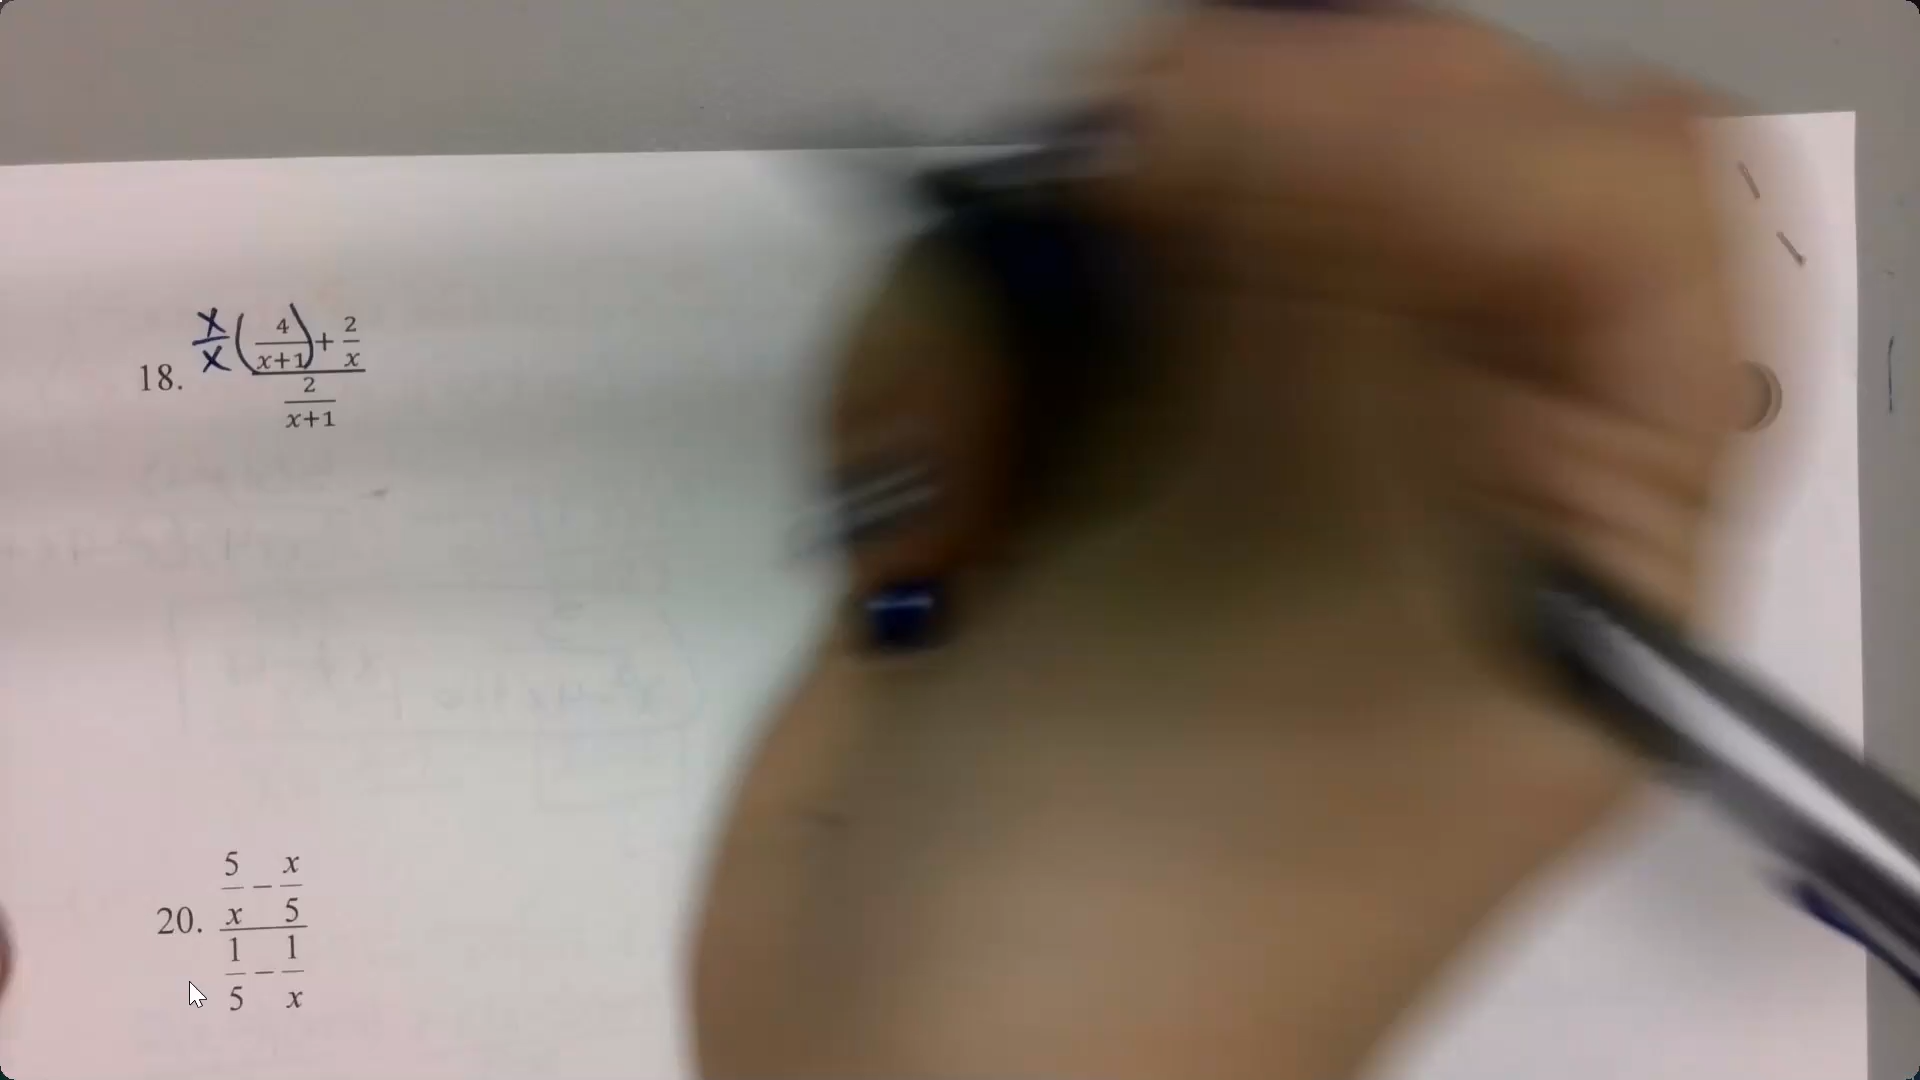 18. x/x (4/(x+1)) + 2/x
2/(x+1)
20. 5/x − x/5
1/5 − 1/x